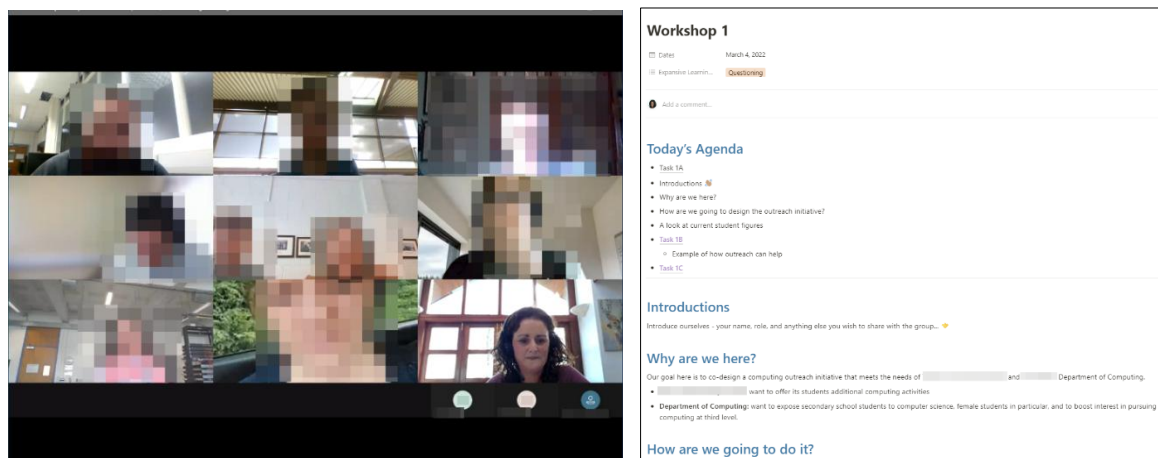 Workshop 1
Dates March 4, 2022
Expansive Learnin... Questioning
Add a comment...
Today's Agenda
Task 1A
Introductions 👋🏼
Why are we here?
How are we going to design the outreach initiative?
A look at current student figures
Task 1B
Example of how outreach can help
Task 1C
Introductions
Introduce ourselves - your name, role, and anything else you wish to share with the group...
Why are we here?
Our goal here is to co-design a computing outreach initiative that meets the needs of and Department of Computing.
want to offer its students additional computing activities
Department of Computing: want to expose secondary school students to computer science, female students in particular, and to boost interest in pursuing
computing at third level.
How are we going to do it?